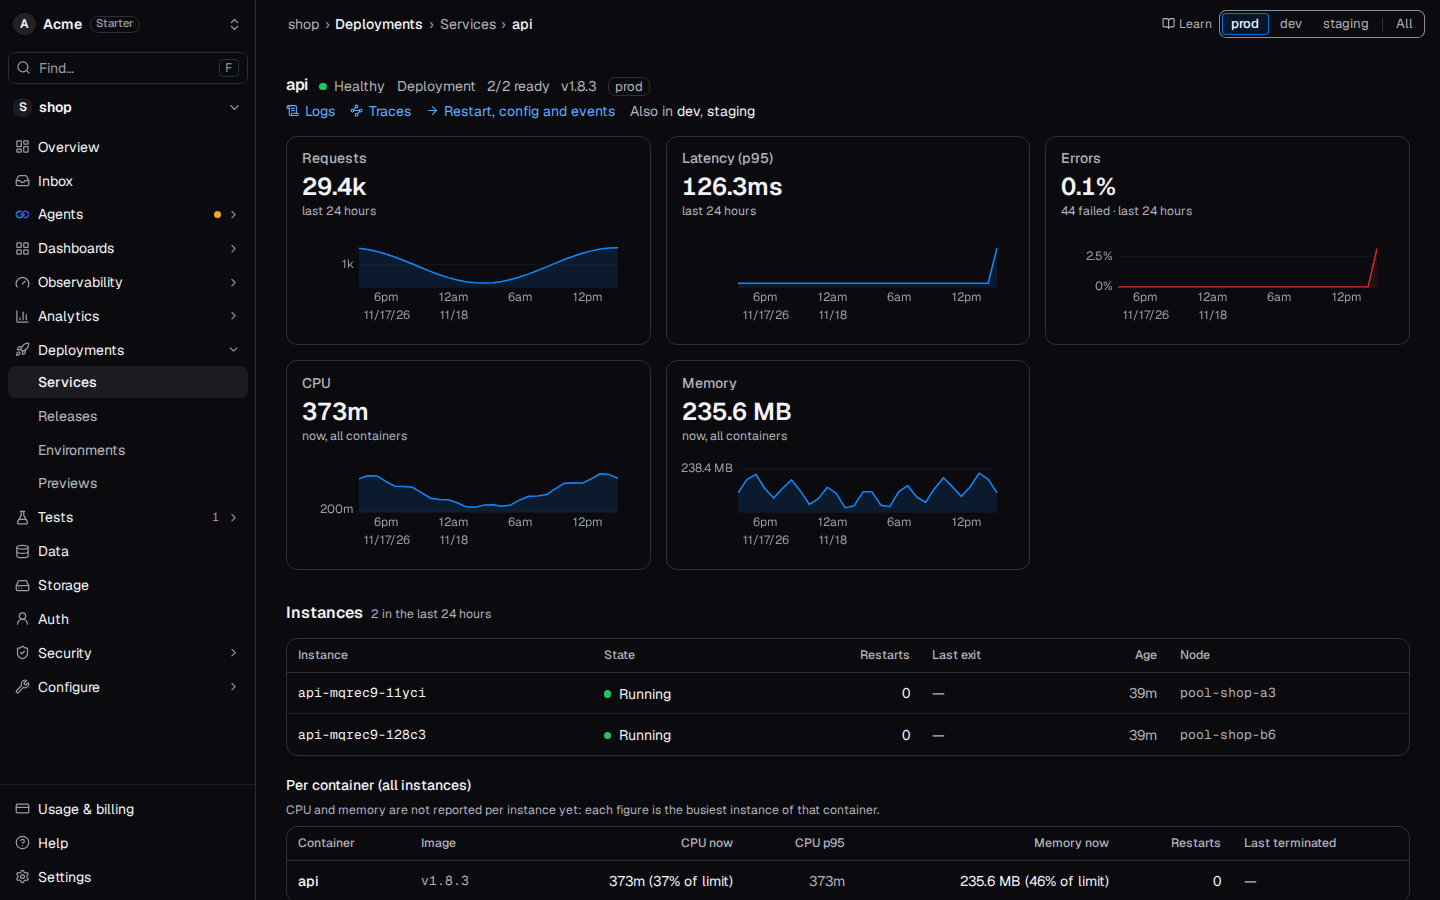 A Acme Starter
Find... F
S shop
Overview
Inbox
Agents
Dashboards
Observability
Analytics
Deployments
Services
Releases
Environments
Previews
Tests 1
Data
Storage
Auth
Security
Configure
Usage & billing
Help
Settings
shop › Deployments › Services › api
Learn prod dev staging All
api Healthy Deployment 2/2 ready v1.8.3 prod
Logs Traces Restart, config and events Also in dev, staging
Requests
29.4k
last 24 hours
1k
6pm 12am 6am 12pm
11/17/26 11/18
Latency (p95)
126.3ms
last 24 hours
6pm 12am 6am 12pm
11/17/26 11/18
Errors
0.1%
44 failed · last 24 hours
2.5%
0%
6pm 12am 6am 12pm
11/17/26 11/18
CPU
373m
now, all containers
200m
6pm 12am 6am 12pm
11/17/26 11/18
Memory
235.6 MB
now, all containers
238.4 MB
6pm 12am 6am 12pm
11/17/26 11/18
Instances 2 in the last 24 hours
Instance State Restarts Last exit Age Node
api-mqrec9-11yci Running 0 — 39m pool-shop-a3
api-mqrec9-128c3 Running 0 — 39m pool-shop-b6
Per container (all instances)
CPU and memory are not reported per instance yet: each figure is the busiest instance of that container.
Container Image CPU now CPU p95 Memory now Restarts Last terminated
api v1.8.3 373m (37% of limit) 373m 235.6 MB (46% of limit) 0 —